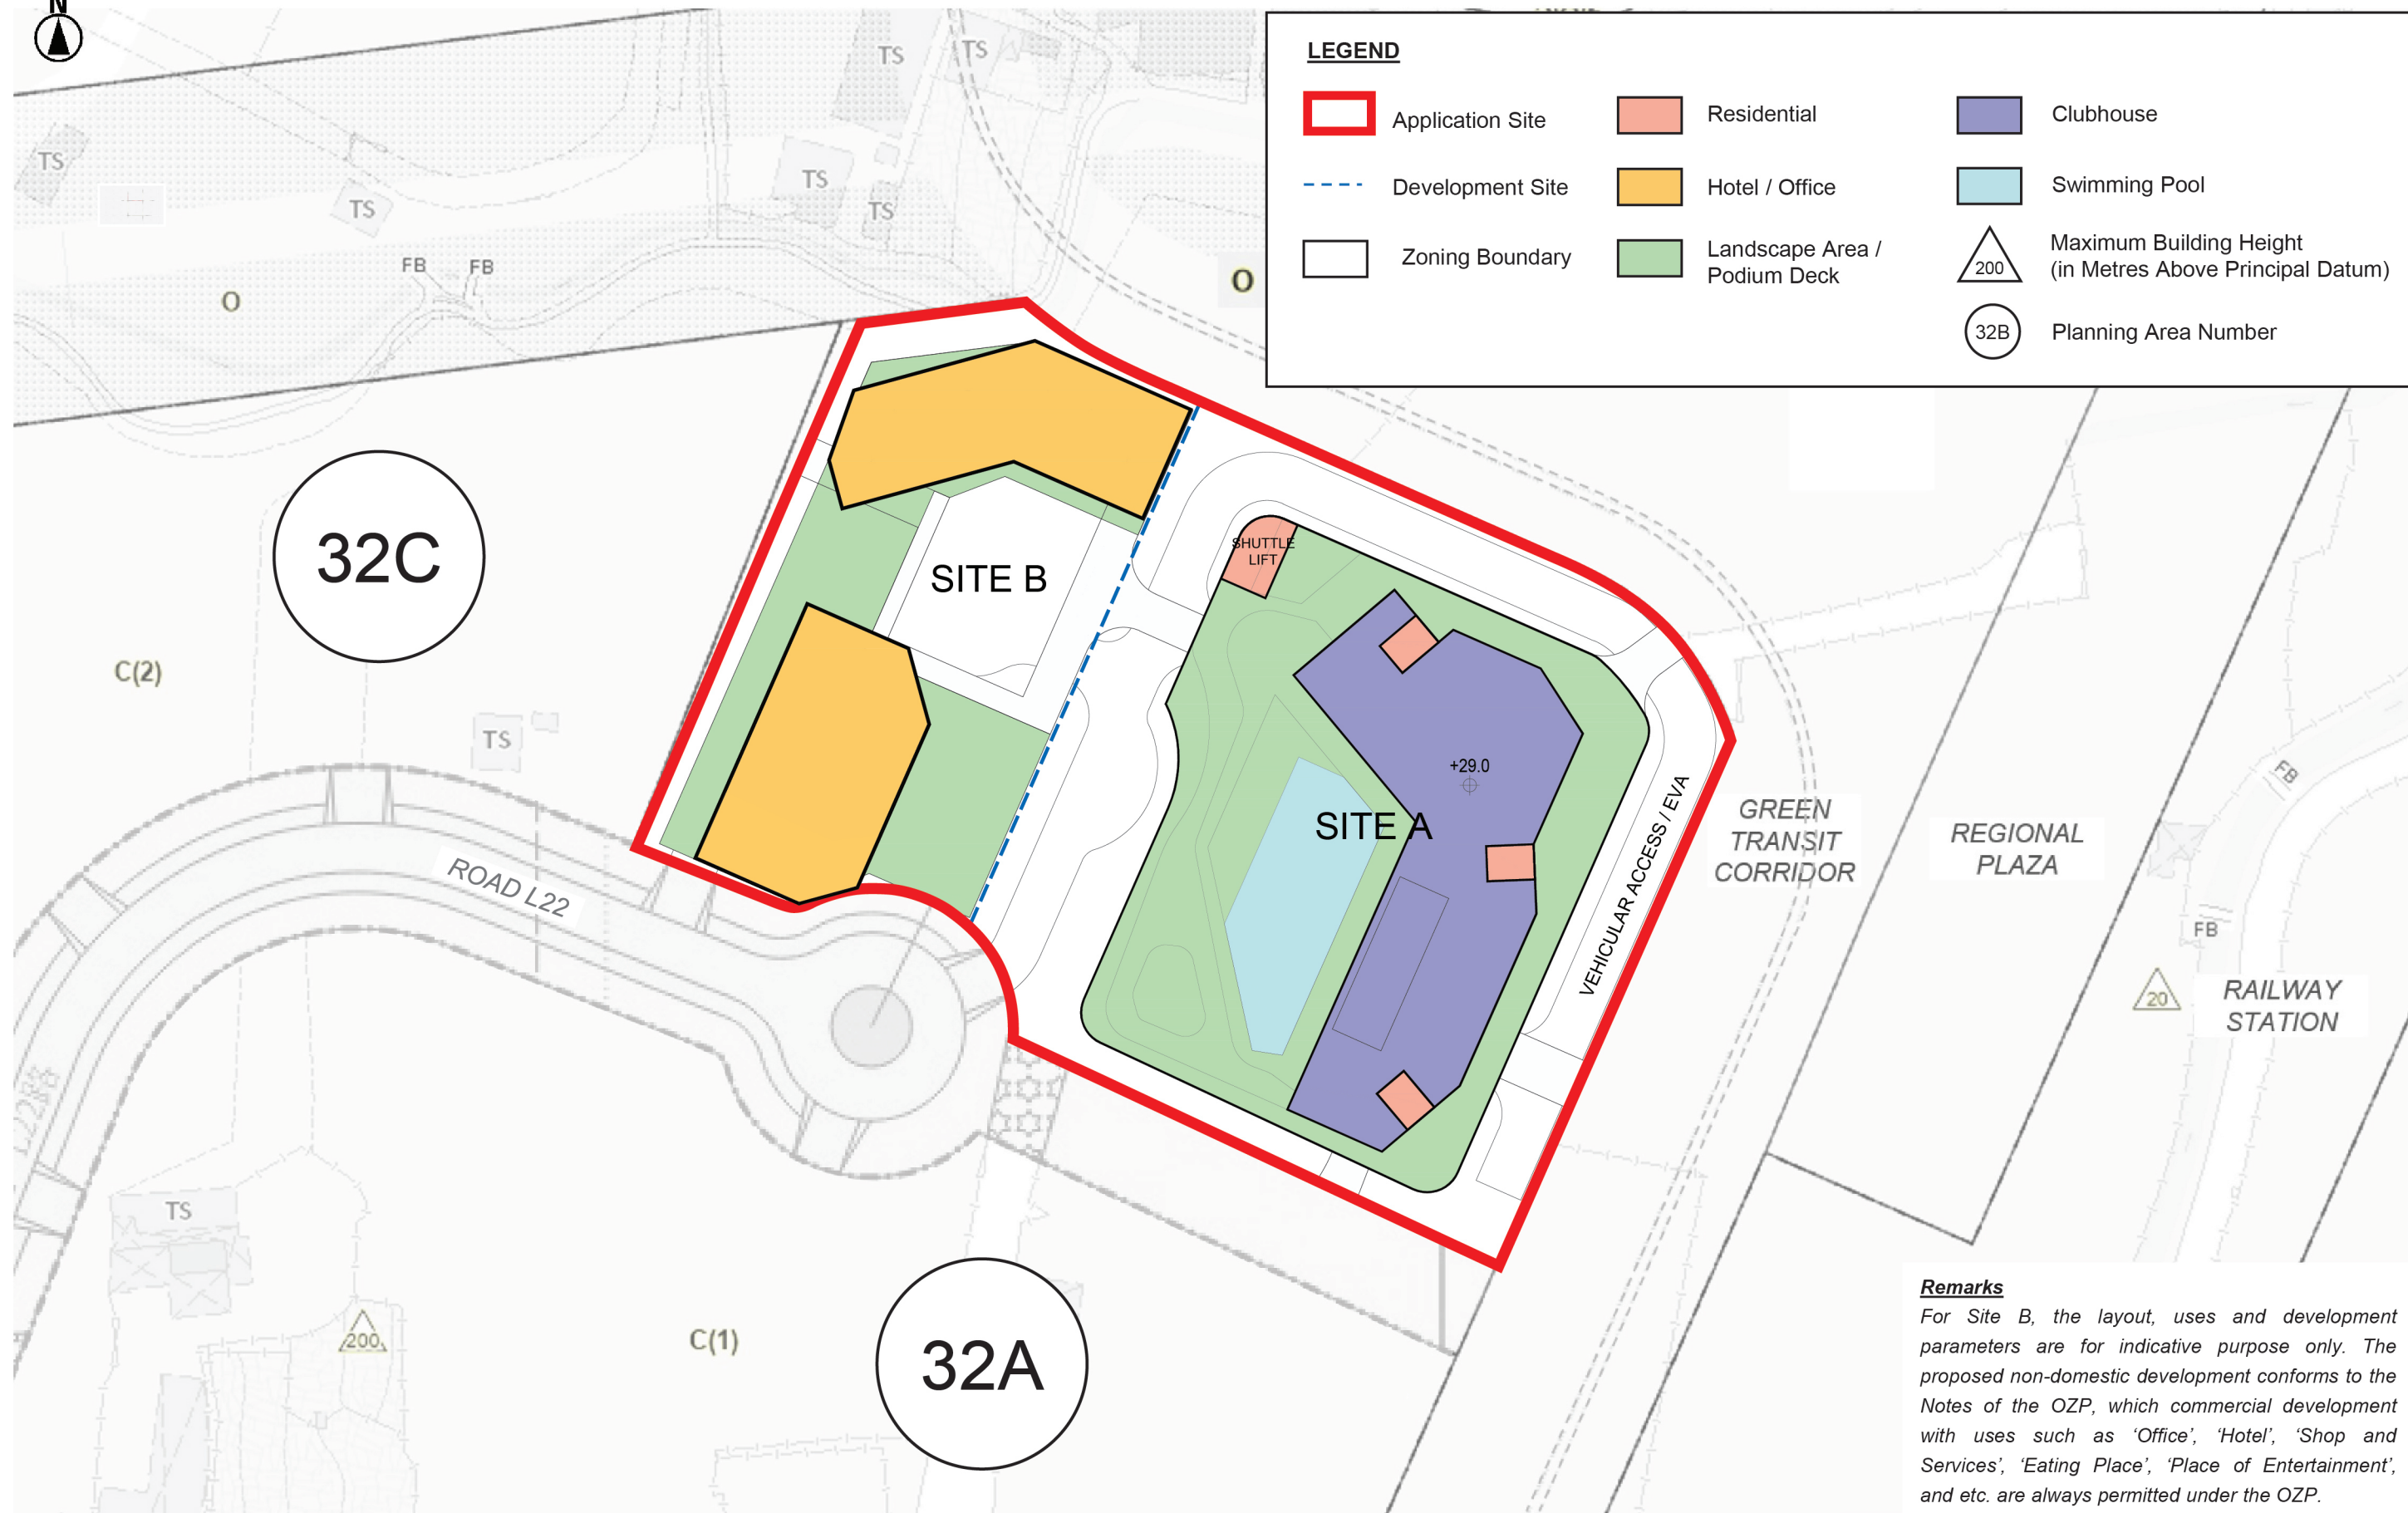 N
LEGEND
Application Site
Development Site
Zoning Boundary
Residential
Hotel / Office
Landscape Area /
Podium Deck
Clubhouse
Swimming Pool
200
Maximum Building Height
(in Metres Above Principal Datum)
32B
Planning Area Number
TS
TS
TS
TS
TS
TS
FB
FB
O
O
32C
C(2)
TS
SITE B
SHUTTLE
LIFT
+29.0
SITE A
VEHICULAR ACCESS / EVA
GREEN
TRANSIT
CORRIDOR
REGIONAL
PLAZA
FB
FB
20
RAILWAY
STATION
ROAD L22
TS
200
C(1)
32A
Remarks
For Site B, the layout, uses and development
parameters are for indicative purpose only. The
proposed non-domestic development conforms to the
Notes of the OZP, which commercial development
with uses such as ‘Office’, ‘Hotel’, ‘Shop and
Services’, ‘Eating Place’, ‘Place of Entertainment’,
and etc. are always permitted under the OZP.